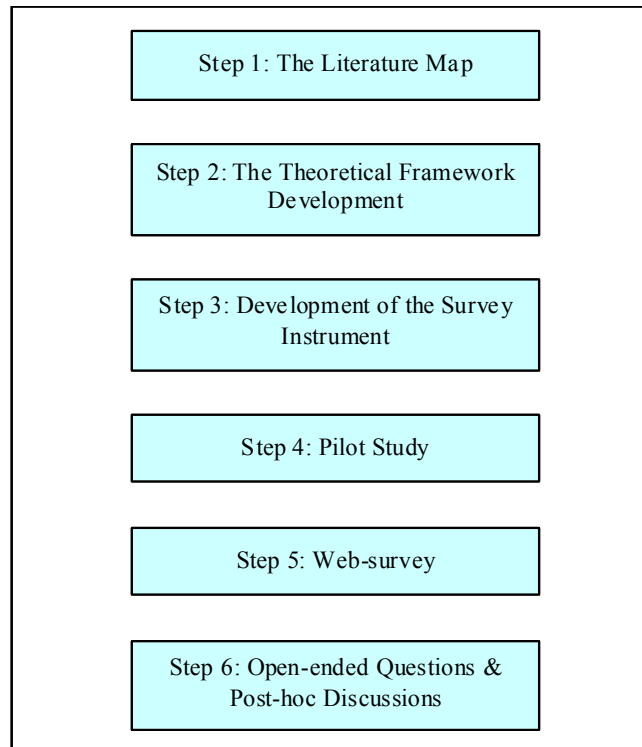 Step 1: The Literature Map
Step 2: The Theoretical Framework
Development
Step 3: Development of the Survey
Instrument
Step 4: Pilot Study
Step 5: Web-survey
Step 6: Open-ended Questions &
Post-hoc Discussions